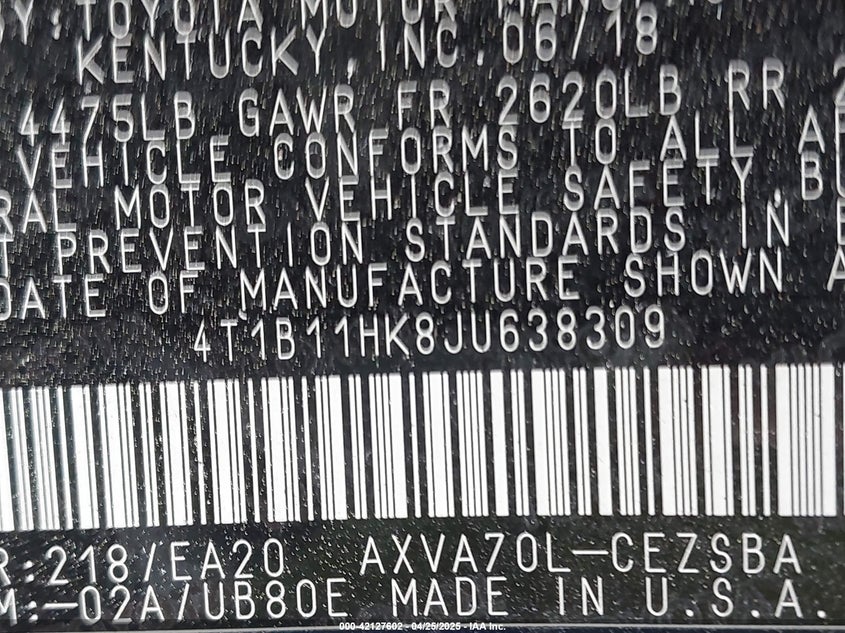 TOYOTA MOTOR
KENTUCKY, INC. 06/18
4475LB GAWR FR 2620LB RR
VEHICLE CONFORMS TO ALL
MOTOR VEHICLE SAFETY,
PREVENTION STANDARDS IN
DATE OF MANUFACTURE SHOWN
4T1B11HK8JU638309
R:218/EA20 AXVA70L-CEZSBA
M:-02A/UB80E MADE IN U.S.A.
000-42127602 - 04/25/2025 - IAA Inc.